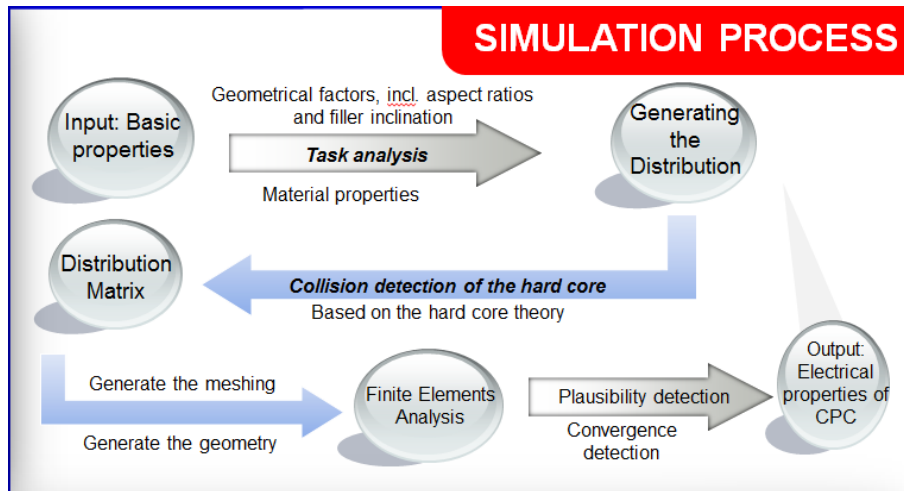 SIMULATION PROCESS
Geometrical factors, incl. aspect ratios
and filler inclination
Input: Basic
properties
Task analysis
Material properties
Generating
the
Distribution
Distribution
Matrix
Collision detection of the hard core
Based on the hard core theory
Generate the meshing
Generate the geometry
Finite Elements
Analysis
Plausibility detection
Convergence
detection
Output:
Electrical
properties of
CPC